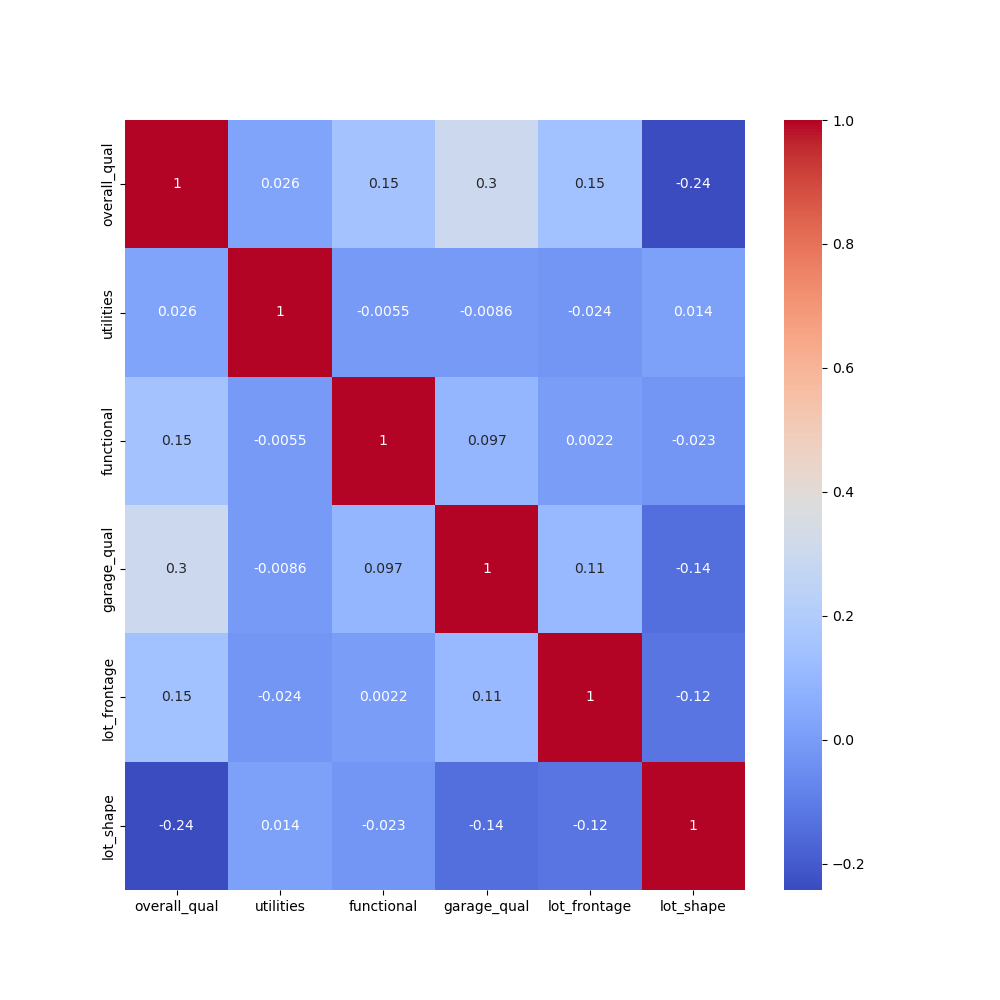 1.0
overall_qual 1 0.026 0.15 0.3 0.15 -0.24
0.8
utilities 0.026 1 -0.0055 -0.0086 -0.024 0.014
0.6
functional 0.15 -0.0055 1 0.097 0.0022 -0.023
0.4
garage_qual 0.3 -0.0086 0.097 1 0.11 -0.14
0.2
lot_frontage 0.15 -0.024 0.0022 0.11 1 -0.12
0.0
lot_shape -0.24 0.014 -0.023 -0.14 -0.12 1
−0.2
overall_qual utilities functional garage_qual lot_frontage lot_shape